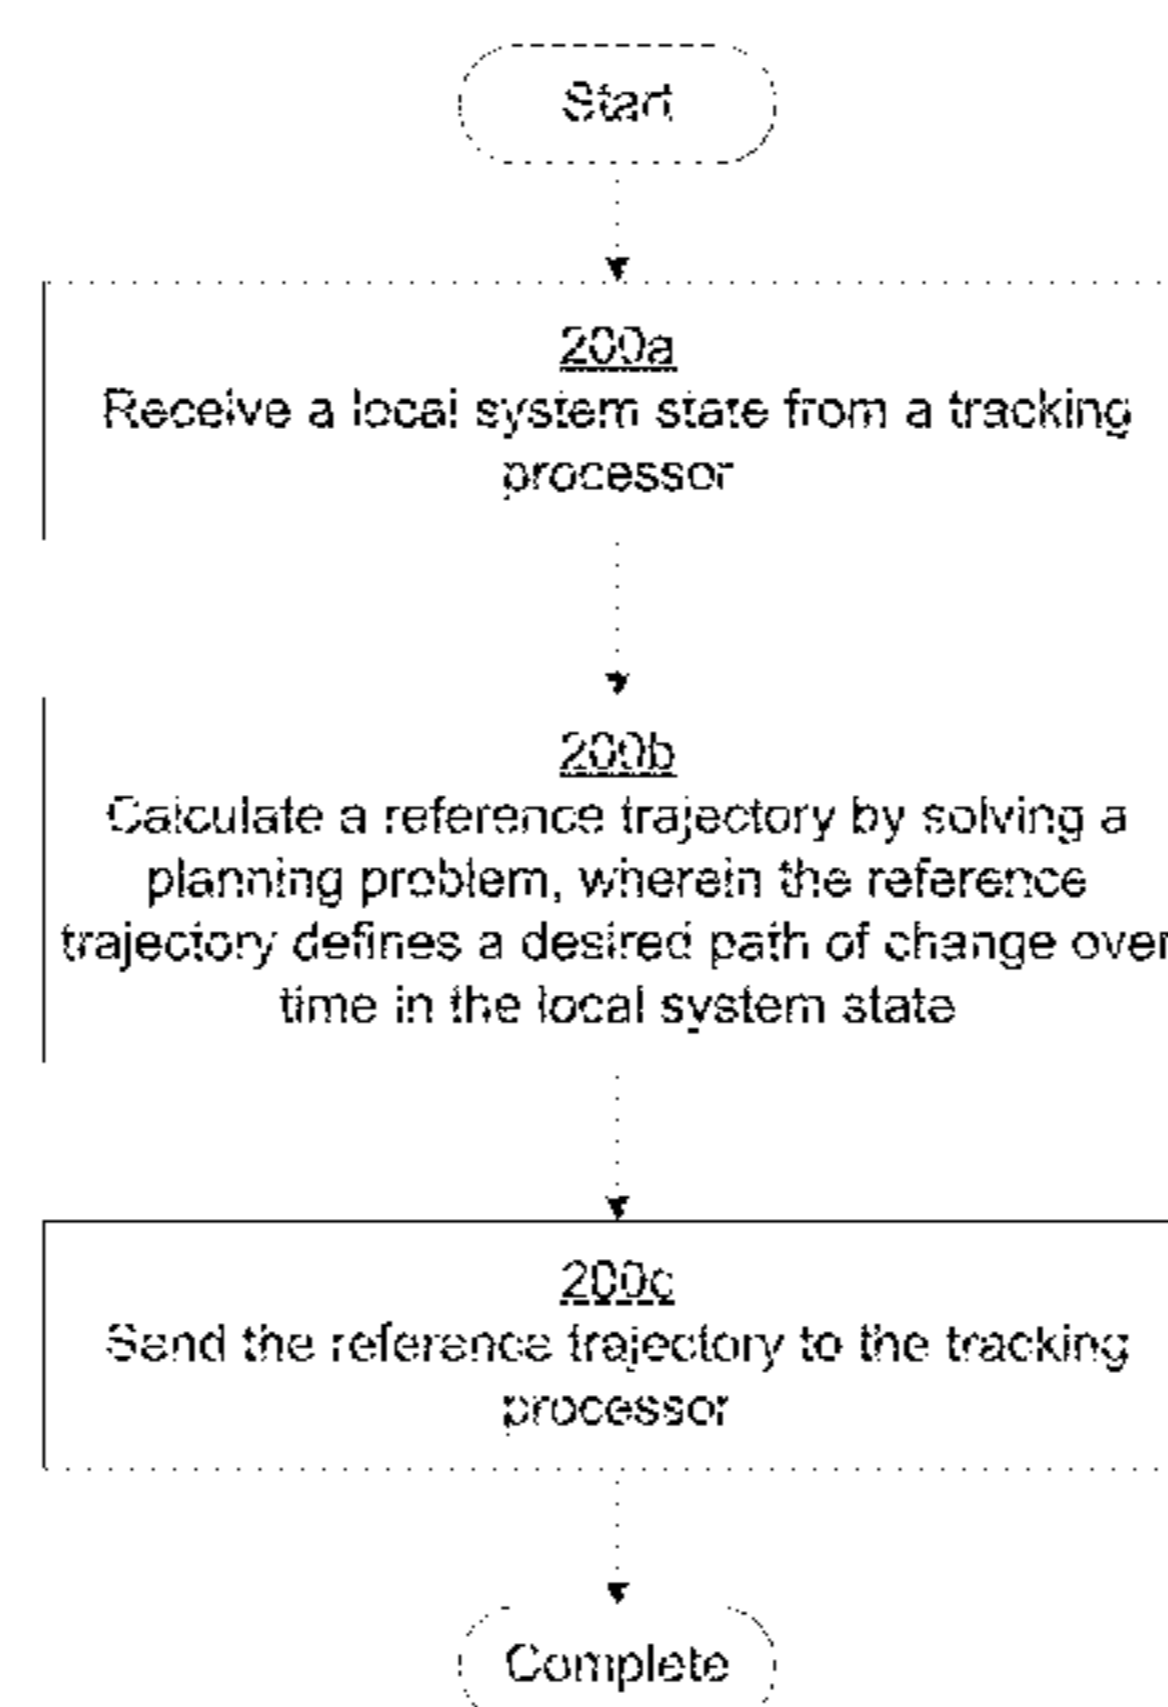 Start
200a
Receive a local system state from a tracking
processor
200b
Calculate a reference trajectory by solving a
planning problem, wherein the reference
trajectory defines a desired path of change over
time in the local system state
200c
Send the reference trajectory to the tracking
processor
Complete